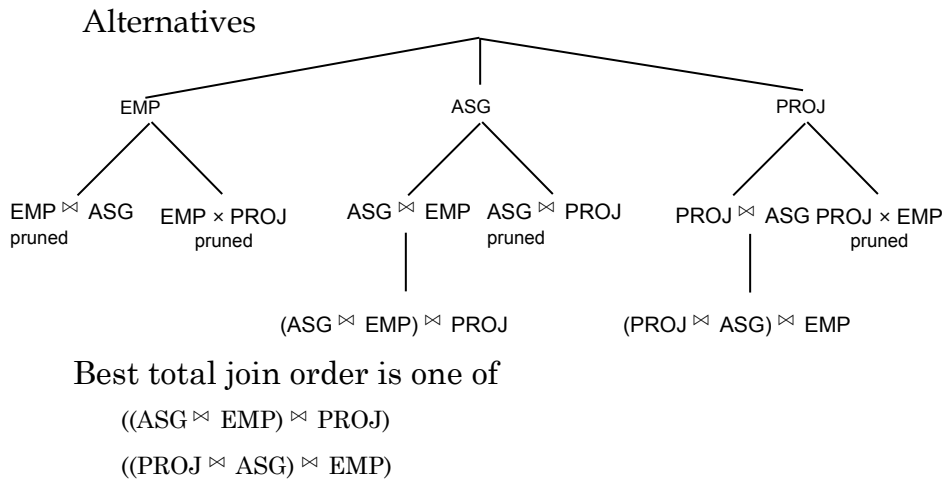 Alternatives
EMP ASG PROJ
EMP ⋈ ASG EMP × PROJ ASG ⋈ EMP ASG ⋈ PROJ PROJ ⋈ ASG PROJ × EMP
pruned pruned pruned pruned
(ASG ⋈ EMP) ⋈ PROJ (PROJ ⋈ ASG) ⋈ EMP
Best total join order is one of
((ASG ⋈ EMP) ⋈ PROJ)
((PROJ ⋈ ASG) ⋈ EMP)